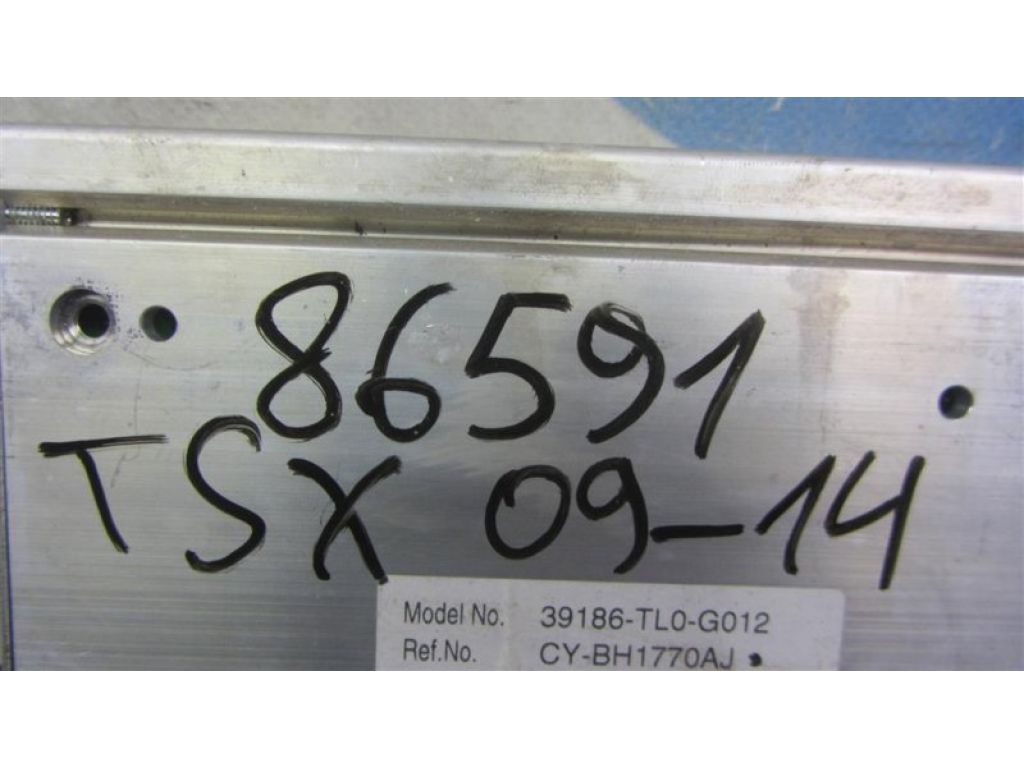 86591
TSX 09-14
Model No. 39186-TL0-G012
Ref.No. CY-BH1770AJ